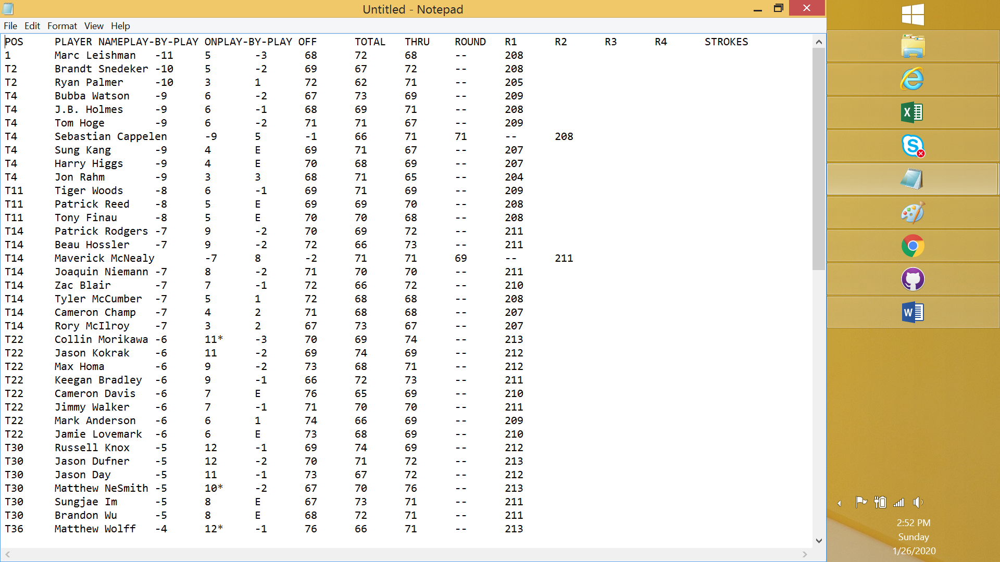 Untitled - Notepad
File Edit Format View Help
POS PLAYER NAMEPLAY-BY-PLAY ONPLAY-BY-PLAY OFF TOTAL THRU ROUND R1 R2 R3 R4 STROKES
1 Marc Leishman -11 5 -3 68 72 68 -- 208
T2 Brandt Snedeker -10 5 -2 69 67 72 -- 208
T2 Ryan Palmer -10 3 1 72 62 71 -- 205
T4 Bubba Watson -9 6 -2 67 73 69 -- 209
T4 J.B. Holmes -9 6 -1 68 69 71 -- 208
T4 Tom Hoge -9 6 -2 71 71 67 -- 209
T4 Sebastian Cappelen -9 5 -1 66 71 71 -- 208
T4 Sung Kang -9 4 E 69 71 67 -- 207
T4 Harry Higgs -9 4 E 70 68 69 -- 207
T4 Jon Rahm -9 3 3 68 71 65 -- 204
T11 Tiger Woods -8 6 -1 69 71 69 -- 209
T11 Patrick Reed -8 5 E 69 69 70 -- 208
T11 Tony Finau -8 5 E 70 70 68 -- 208
T14 Patrick Rodgers -7 9 -2 70 69 72 -- 211
T14 Beau Hossler -7 9 -2 72 66 73 -- 211
T14 Maverick McNealy -7 8 -2 71 71 69 -- 211
T14 Joaquin Niemann -7 8 -2 71 70 70 -- 211
T14 Zac Blair -7 7 -1 72 66 72 -- 210
T14 Tyler McCumber -7 5 1 72 68 68 -- 208
T14 Cameron Champ -7 4 2 71 68 68 -- 207
T14 Rory McIlroy -7 3 2 67 73 67 -- 207
T22 Collin Morikawa -6 11* -3 70 69 74 -- 213
T22 Jason Kokrak -6 11 -2 69 74 69 -- 212
T22 Max Homa -6 9 -2 73 68 71 -- 212
T22 Keegan Bradley -6 9 -1 66 72 73 -- 211
T22 Cameron Davis -6 7 E 76 65 69 -- 210
T22 Jimmy Walker -6 7 -1 71 70 70 -- 211
T22 Mark Anderson -6 6 1 74 66 69 -- 209
T22 Jamie Lovemark -6 6 E 73 68 69 -- 210
T30 Russell Knox -5 12 -1 69 74 69 -- 212
T30 Jason Dufner -5 12 -2 70 71 72 -- 213
T30 Jason Day -5 11 -1 73 67 72 -- 212
T30 Matthew NeSmith -5 10* -2 67 70 76 -- 213
T30 Sungjae Im -5 8 E 67 73 71 -- 211
T30 Brandon Wu -5 8 E 68 72 71 -- 211
T36 Matthew Wolff -4 12* -1 76 66 71 -- 213
2:52 PM
Sunday
1/26/2020